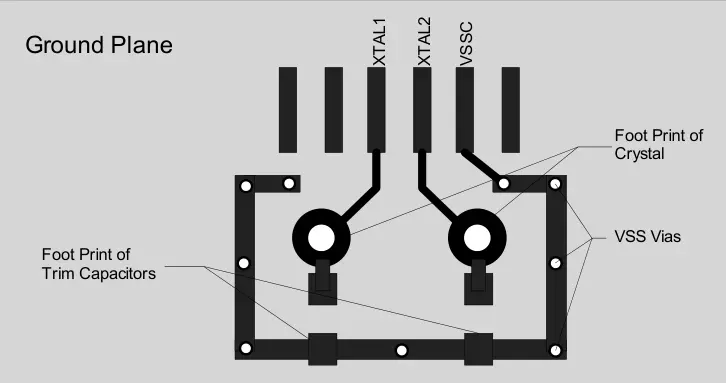 Ground Plane
XTAL1
XTAL2
VSSC
Foot Print of
Crystal
VSS Vias
Foot Print of
Trim Capacitors